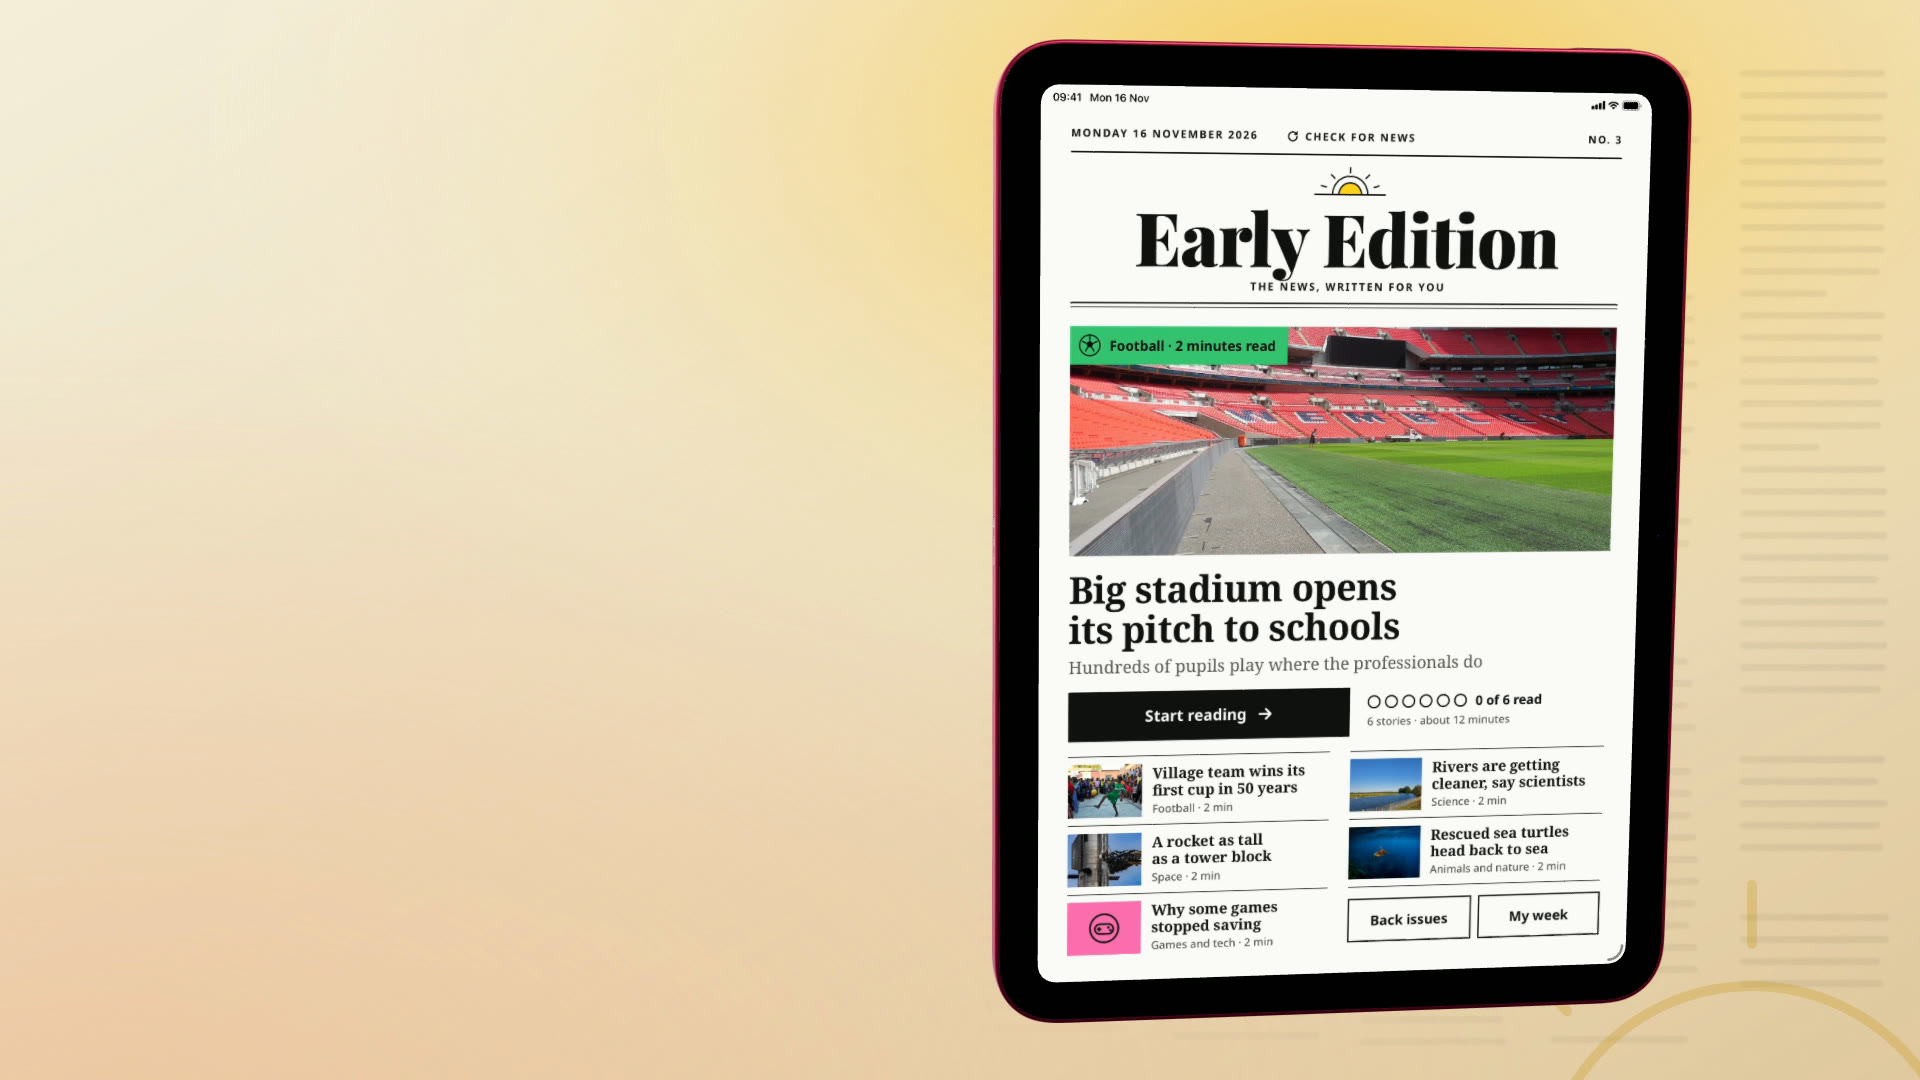 09:41 Mon 16 Nov
MONDAY 16 NOVEMBER 2026
CHECK FOR NEWS
NO. 3
Early Edition
THE NEWS, WRITTEN FOR YOU
Football · 2 minutes read
WEMBLEY
Big stadium opens
its pitch to schools
Hundreds of pupils play where the professionals do
Start reading →
0 of 6 read
6 stories · about 12 minutes
Village team wins its
first cup in 50 years
Football · 2 min
A rocket as tall
as a tower block
Space · 2 min
Why some games
stopped saving
Games and tech · 2 min
Rivers are getting
cleaner, say scientists
Science · 2 min
Rescued sea turtles
head back to sea
Animals and nature · 2 min
Back issues
My week